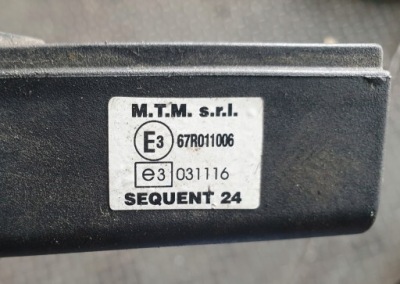 M.T.M. s.r.l.
E3 67R011006
e3 031116
SEQUENT 24